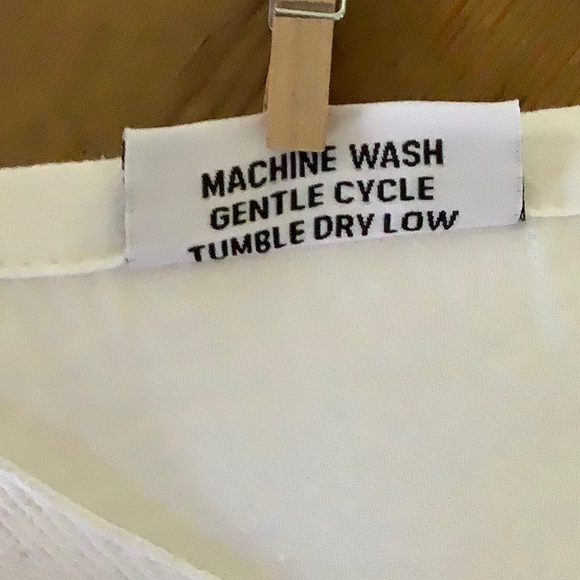 MACHINE WASH
GENTLE CYCLE
TUMBLE DRY LOW